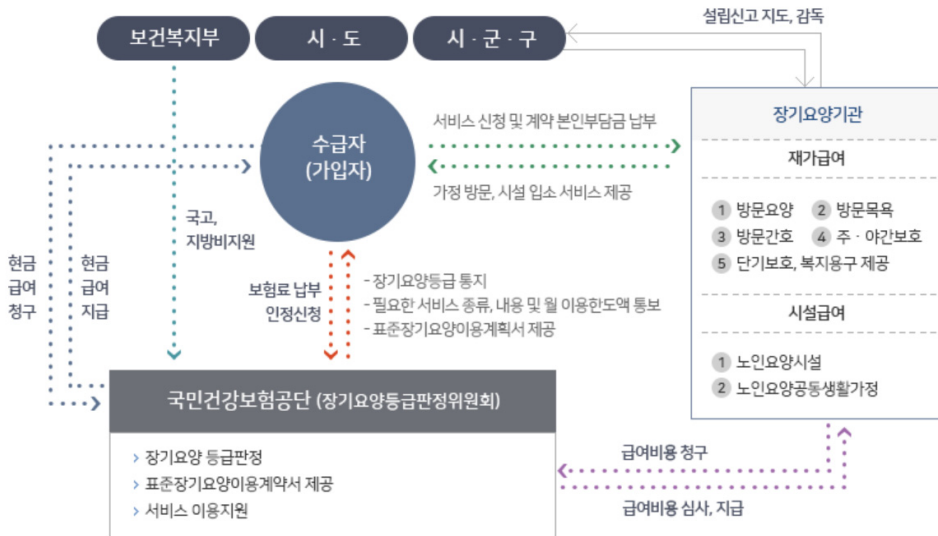 설립신고 지도, 감독
보건복지부
시 · 도
시 · 군 · 구
수급자
(가입자)
서비스 신청 및 계약 본인부담금 납부
가정 방문, 시설 입소 서비스 제공
장기요양기관
재가급여
1 방문요양 2 방문목욕
3 방문간호 4 주 · 야간보호
5 단기보호, 복지용구 제공
시설급여
1 노인요양시설
2 노인요양공동생활가정
국고,
지방비지원
현금
급여
청구
현금
급여
지급
보험료 납부
인정신청
- 장기요양등급 통지
- 필요한 서비스 종류, 내용 및 월 이용한도액 통보
- 표준장기요양이용계획서 제공
국민건강보험공단 (장기요양등급판정위원회)
› 장기요양 등급판정
› 표준장기요양이용계약서 제공
› 서비스 이용지원
급여비용 청구
급여비용 심사, 지급